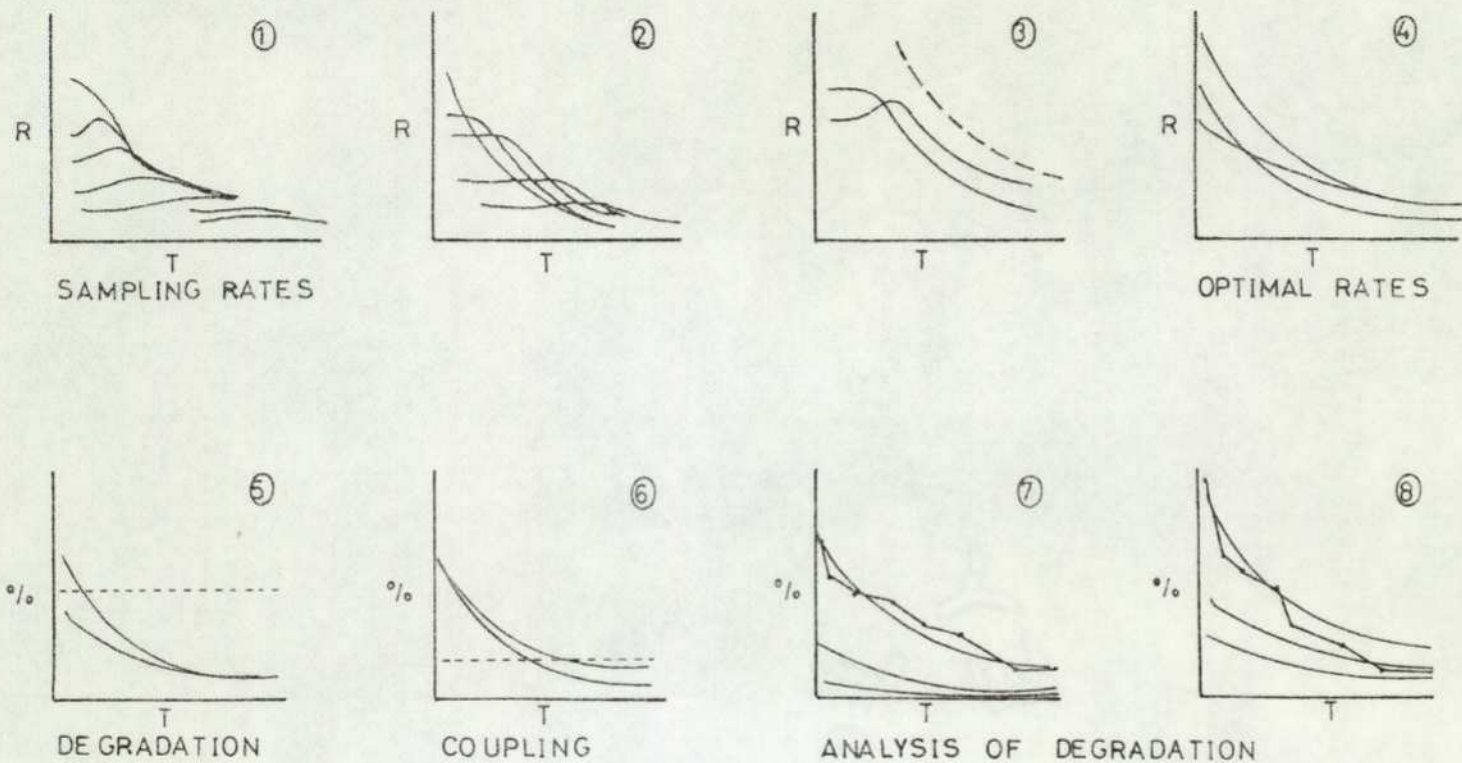 ① ② ③ ④
R R R R
T T T T
SAMPLING RATES OPTIMAL RATES
⑤ ⑥ ⑦ ⑧
% % % %
T T T T
DEGRADATION COUPLING ANALYSIS OF DEGRADATION